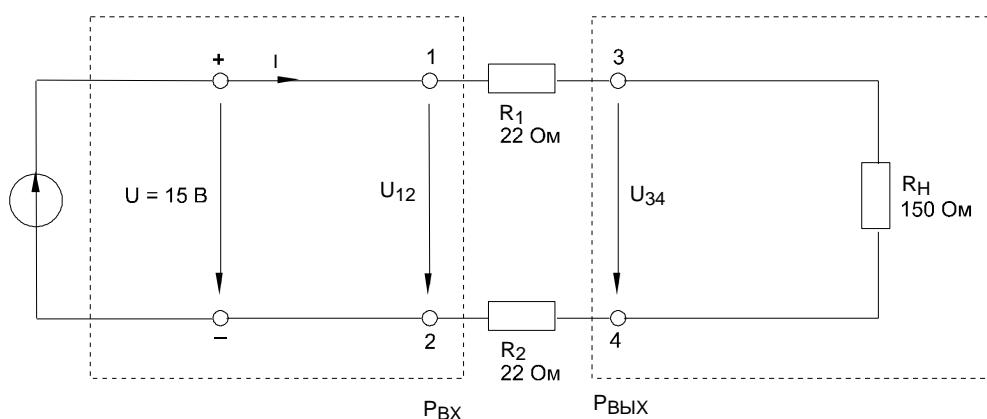 +
I
1
3
R1
22 Ом
U = 15 В
U12
U34
RН
150 Ом
–
2
4
R2
22 Ом
PВХ
PВЫХ